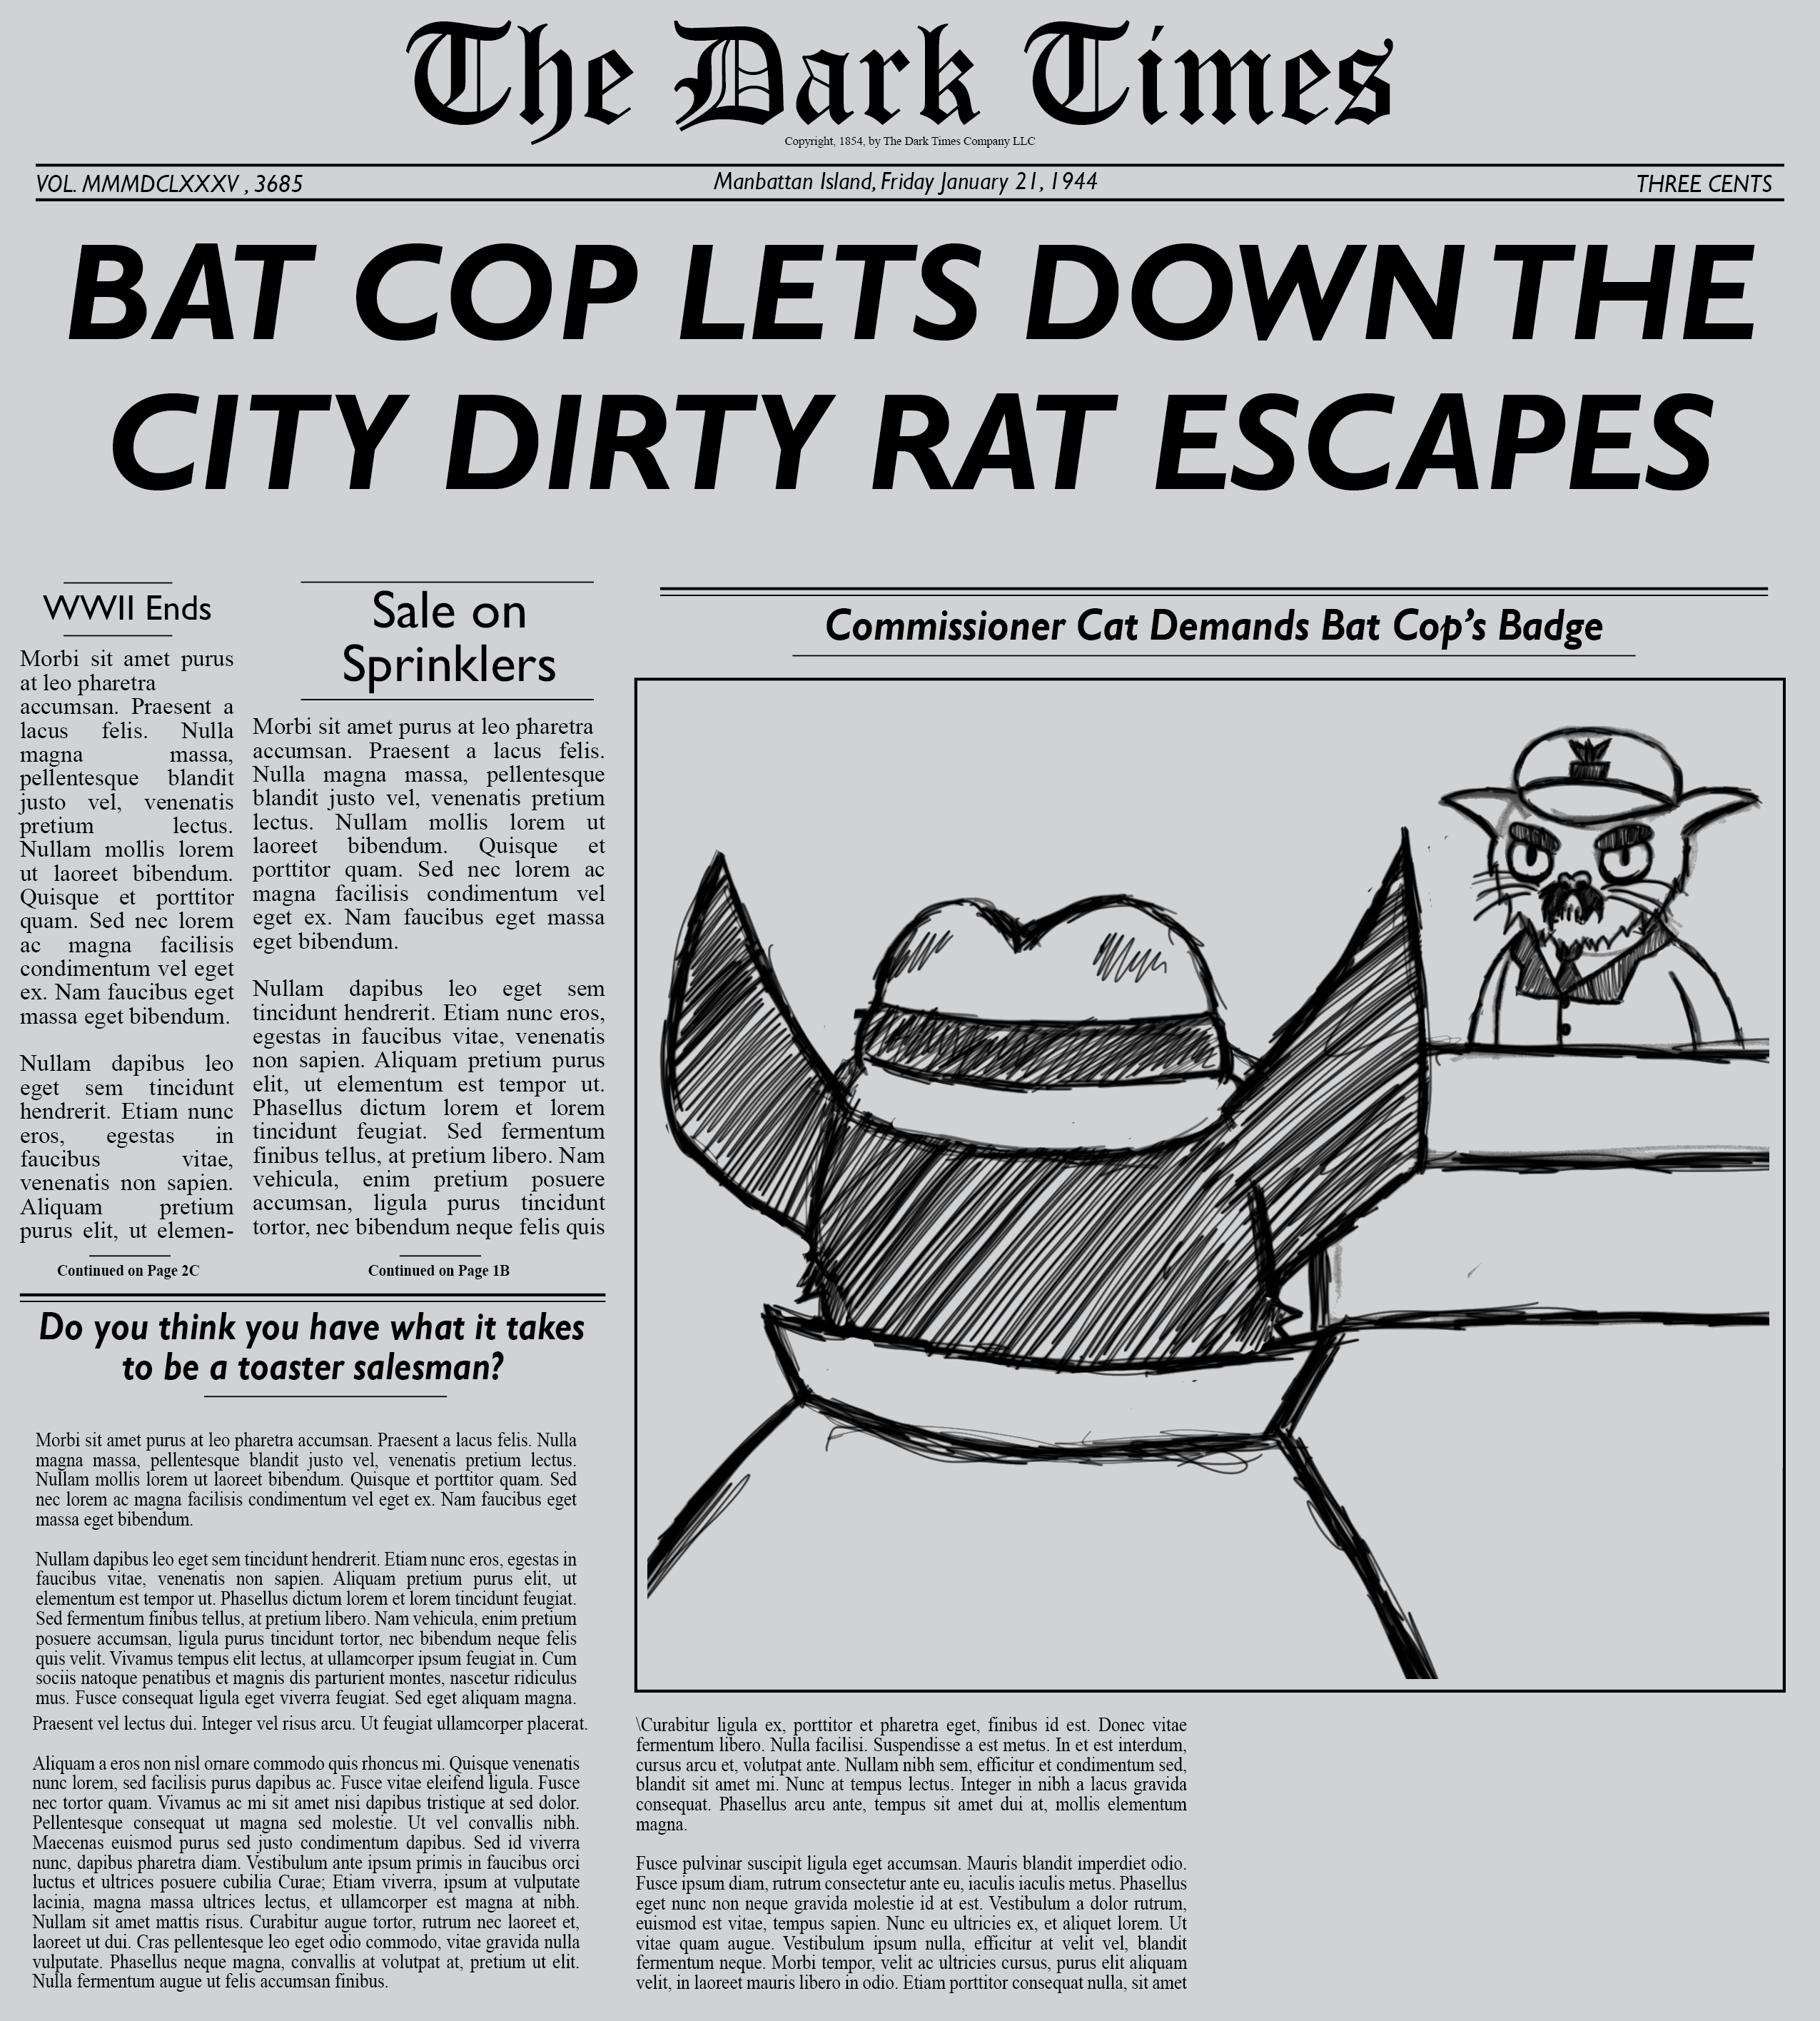 The Dark Times
Copyright, 1854, by The Dark Times Company LLC
VOL. MMMDCLXXXV , 3685
Manbattan Island, Friday January 21, 1944
THREE CENTS
BAT COP LETS DOWN THE
CITY DIRTY RAT ESCAPES
WWII Ends
Morbi sit amet purus
at leo pharetra
accumsan. Praesent a
lacus felis. Nulla
magna massa,
pellentesque blandit
justo vel, venenatis
pretium lectus.
Nullam mollis lorem
ut laoreet bibendum.
Quisque et porttitor
quam. Sed nec lorem
ac magna facilisis
condimentum vel eget
ex. Nam faucibus eget
massa eget bibendum.
Nullam dapibus leo
eget sem tincidunt
hendrerit. Etiam nunc
eros, egestas in
faucibus vitae,
venenatis non sapien.
Aliquam pretium
purus elit, ut elemen-
Continued on Page 2C
Sale on
Sprinklers
Morbi sit amet purus at leo pharetra
accumsan. Praesent a lacus felis.
Nulla magna massa, pellentesque
blandit justo vel, venenatis pretium
lectus. Nullam mollis lorem ut
laoreet bibendum. Quisque et
porttitor quam. Sed nec lorem ac
magna facilisis condimentum vel
eget ex. Nam faucibus eget massa
eget bibendum.
Nullam dapibus leo eget sem
tincidunt hendrerit. Etiam nunc eros,
egestas in faucibus vitae, venenatis
non sapien. Aliquam pretium purus
elit, ut elementum est tempor ut.
Phasellus dictum lorem et lorem
tincidunt feugiat. Sed fermentum
finibus tellus, at pretium libero. Nam
vehicula, enim pretium posuere
accumsan, ligula purus tincidunt
tortor, nec bibendum neque felis quis
Continued on Page 1B
Commissioner Cat Demands Bat Cop's Badge
Do you think you have what it takes
to be a toaster salesman?
Morbi sit amet purus at leo pharetra accumsan. Praesent a lacus felis. Nulla
magna massa, pellentesque blandit justo vel, venenatis pretium lectus.
Nullam mollis lorem ut laoreet bibendum. Quisque et porttitor quam. Sed
nec lorem ac magna facilisis condimentum vel eget ex. Nam faucibus eget
massa eget bibendum.
Nullam dapibus leo eget sem tincidunt hendrerit. Etiam nunc eros, egestas in
faucibus vitae, venenatis non sapien. Aliquam pretium purus elit, ut
elementum est tempor ut. Phasellus dictum lorem et lorem tincidunt feugiat.
Sed fermentum finibus tellus, at pretium libero. Nam vehicula, enim pretium
posuere accumsan, ligula purus tincidunt tortor, nec bibendum neque felis
quis velit. Vivamus tempus elit lectus, at ullamcorper ipsum feugiat in. Cum
sociis natoque penatibus et magnis dis parturient montes, nascetur ridiculus
mus. Fusce consequat ligula eget viverra feugiat. Sed eget aliquam magna.
Praesent vel lectus dui. Integer vel risus arcu. Ut feugiat ullamcorper placerat.
Aliquam a eros non nisl ornare commodo quis rhoncus mi. Quisque venenatis
nunc lorem, sed facilisis purus dapibus ac. Fusce vitae eleifend ligula. Fusce
nec tortor quam. Vivamus ac mi sit amet nisi dapibus tristique at sed dolor.
Pellentesque consequat ut magna sed molestie. Ut vel convallis nibh.
Maecenas euismod purus sed justo condimentum dapibus. Sed id viverra
nunc, dapibus pharetra diam. Vestibulum ante ipsum primis in faucibus orci
luctus et ultrices posuere cubilia Curae; Etiam viverra, ipsum at vulputate
lacinia, magna massa ultrices lectus, et ullamcorper est magna at nibh.
Nullam sit amet mattis risus. Curabitur augue tortor, rutrum nec laoreet et,
laoreet ut dui. Cras pellentesque leo eget odio commodo, vitae gravida nulla
vulputate. Phasellus neque magna, convallis at volutpat at, pretium ut elit.
Nulla fermentum augue ut felis accumsan finibus.
\Curabitur ligula ex, porttitor et pharetra eget, finibus id est. Donec vitae
fermentum libero. Nulla facilisi. Suspendisse a est metus. In et est interdum,
cursus arcu et, volutpat ante. Nullam nibh sem, efficitur et condimentum sed,
blandit sit amet mi. Nunc at tempus lectus. Integer in nibh a lacus gravida
consequat. Phasellus arcu ante, tempus sit amet dui at, mollis elementum
magna.
Fusce pulvinar suscipit ligula eget accumsan. Mauris blandit imperdiet odio.
Fusce ipsum diam, rutrum consectetur ante eu, iaculis iaculis metus. Phasellus
eget nunc non neque gravida molestie id at est. Vestibulum a dolor rutrum,
euismod est vitae, tempus sapien. Nunc eu ultricies ex, et aliquet lorem. Ut
vitae quam augue. Vestibulum ipsum nulla, efficitur at velit vel, blandit
fermentum neque. Morbi tempor, velit ac ultricies cursus, purus elit aliquam
velit, in laoreet mauris libero in odio. Etiam porttitor consequat nulla, sit amet